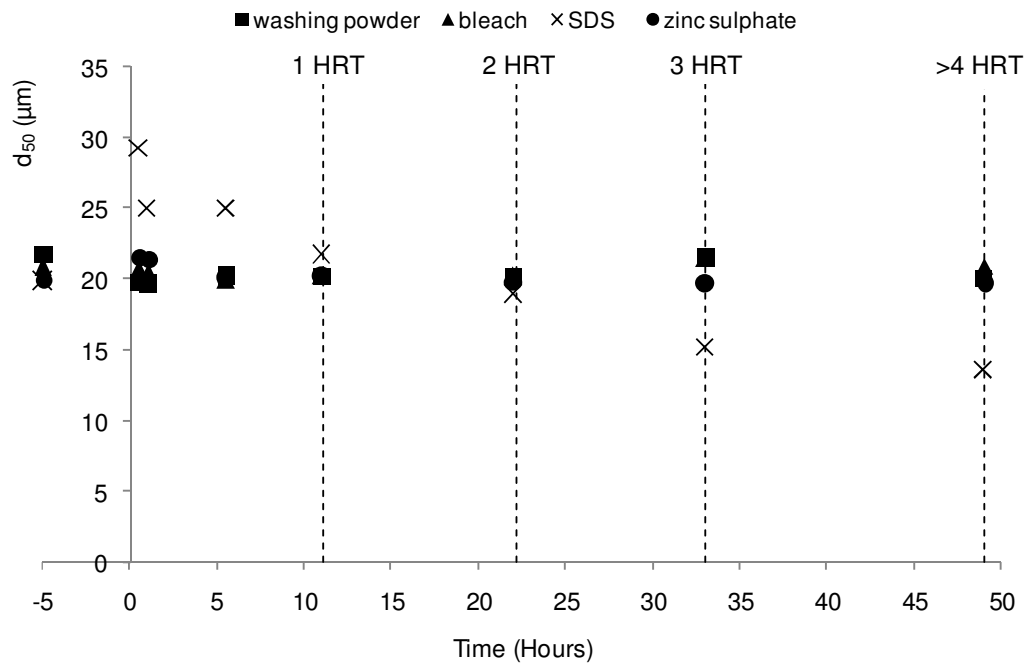 washing powder bleach SDS zinc sulphate
1 HRT 2 HRT 3 HRT >4 HRT
d50 (µm)
35
30
25
20
15
10
5
0
-5 0 5 10 15 20 25 30 35 40 45 50
Time (Hours)